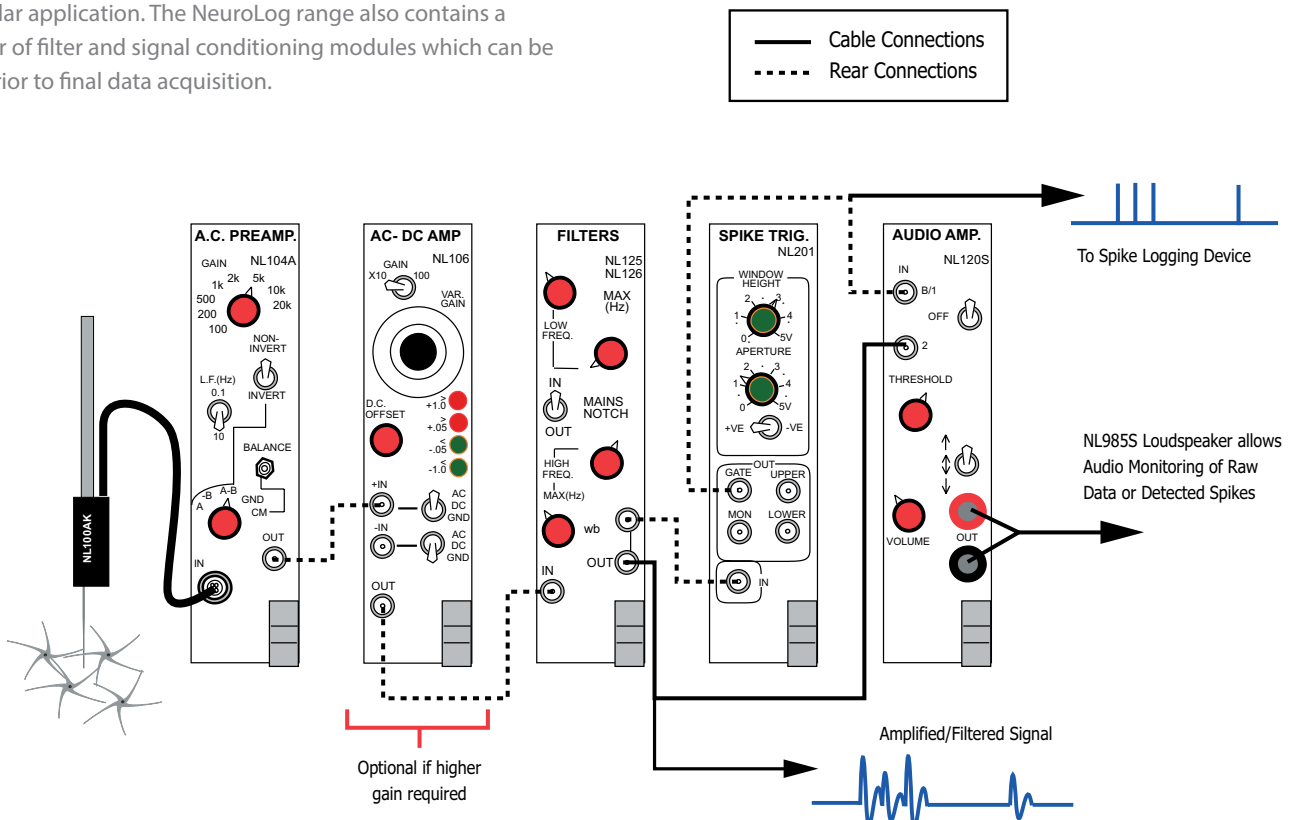 lar application. The NeuroLog range also contains a
r of filter and signal conditioning modules which can be
rior to final data acquisition.
Cable Connections
Rear Connections
To Spike Logging Device
A.C. PREAMP.
NL104A
GAIN
100
200
500
1k
2k
5k
10k
20k
NON-
INVERT
INVERT
L.F.(Hz)
0.1
10
BALANCE
A
-B
A-B
GND
CM
OUT
IN
NL100AK
AC- DC AMP
NL106
GAIN
X10
100
VAR.
GAIN
D.C.
OFFSET
>
+1.0
>
+.05
<
-.05
<
-1.0
+IN
AC
DC
GND
-IN
AC
DC
GND
OUT
FILTERS
NL125
NL126
MAX
(Hz)
LOW
FREQ.
IN
MAINS
NOTCH
OUT
HIGH
FREQ.
MAX(Hz)
wb
OUT
IN
SPIKE TRIG.
NL201
WINDOW
HEIGHT
0.
1
2
3
4
5V
APERTURE
0
1
2
3
4
5V
+VE
-VE
OUT
GATE
UPPER
MON
LOWER
IN
AUDIO AMP.
NL120S
IN
B/1
OFF
2
THRESHOLD
VOLUME
OUT
NL985S Loudspeaker allows
Audio Monitoring of Raw
Data or Detected Spikes
Optional if higher
gain required
Amplified/Filtered Signal